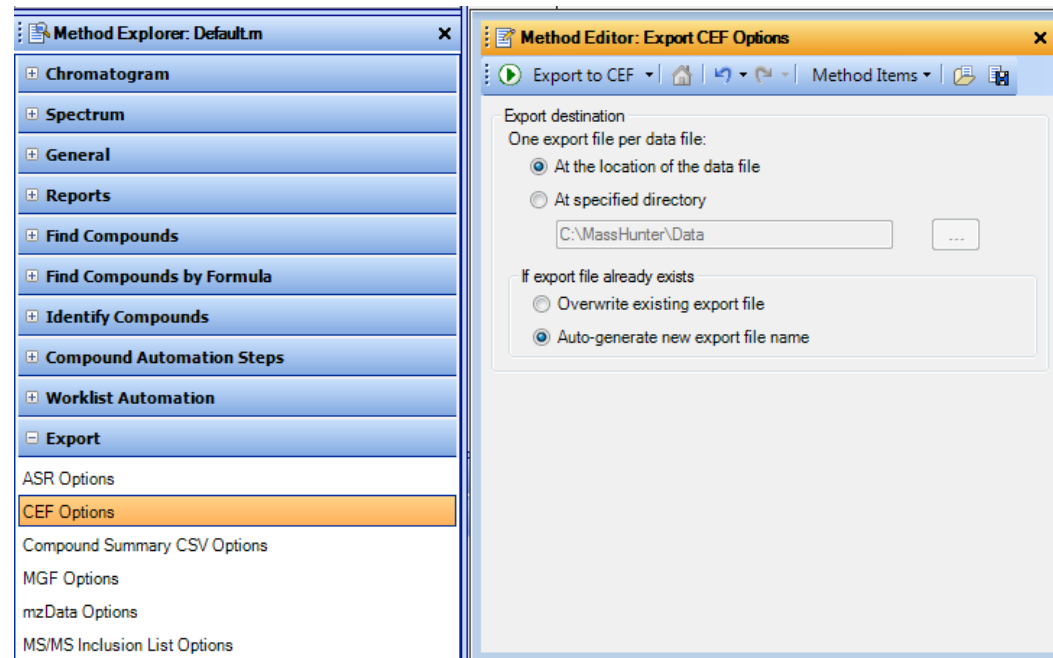 Method Explorer: Default.m
Chromatogram
Spectrum
General
Reports
Find Compounds
Find Compounds by Formula
Identify Compounds
Compound Automation Steps
Worklist Automation
Export
ASR Options
CEF Options
Compound Summary CSV Options
MGF Options
mzData Options
MS/MS Inclusion List Options
Method Editor: Export CEF Options
Export to CEF
Method Items
Export destination
One export file per data file:
At the location of the data file
At specified directory
C:\MassHunter\Data
...
If export file already exists
Overwrite existing export file
Auto-generate new export file name